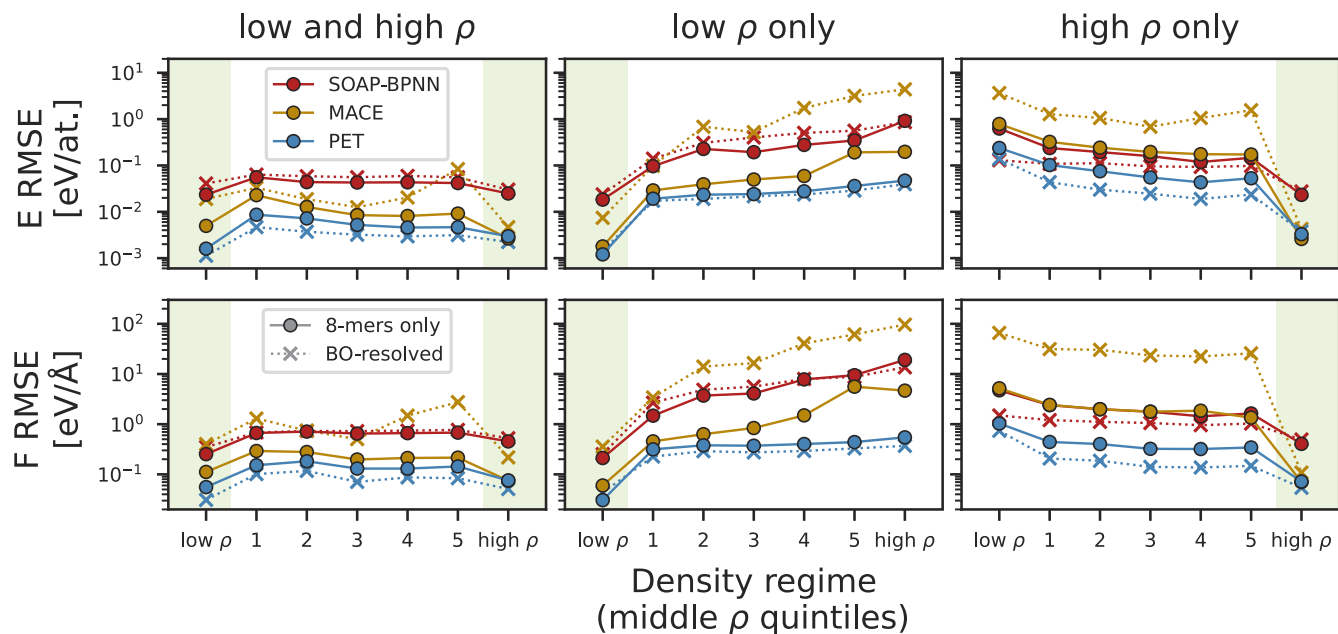 low and high ρ
low ρ only
high ρ only
E RMSE
[eV/at.]
10¹
10⁰
10⁻¹
10⁻²
10⁻³
SOAP-BPNN
MACE
PET
F RMSE
[eV/Å]
10²
10¹
10⁰
10⁻¹
8-mers only
BO-resolved
low ρ 1 2 3 4 5 high ρ
low ρ 1 2 3 4 5 high ρ
low ρ 1 2 3 4 5 high ρ
Density regime
(middle ρ quintiles)